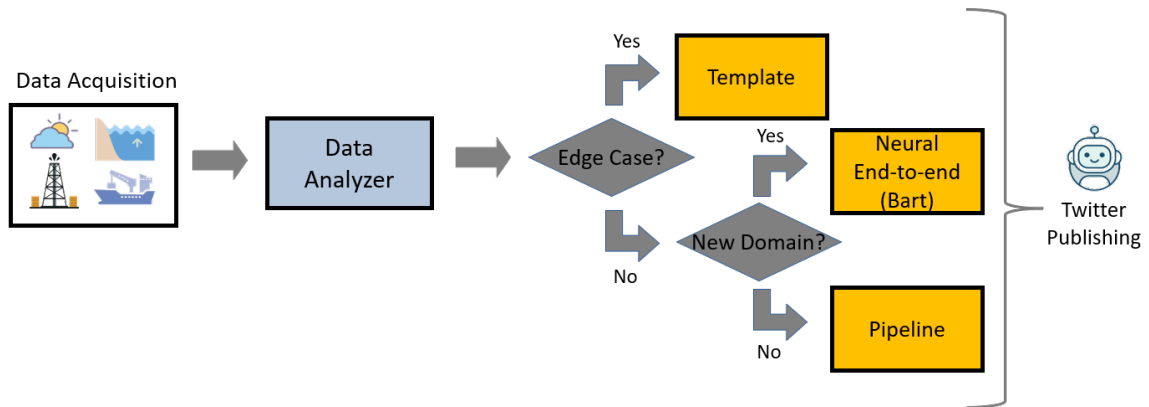 Data Acquisition
Data
Analyzer
Edge Case?
Yes
Template
No
New Domain?
Yes
Neural
End-to-end
(Bart)
No
Pipeline
Twitter
Publishing